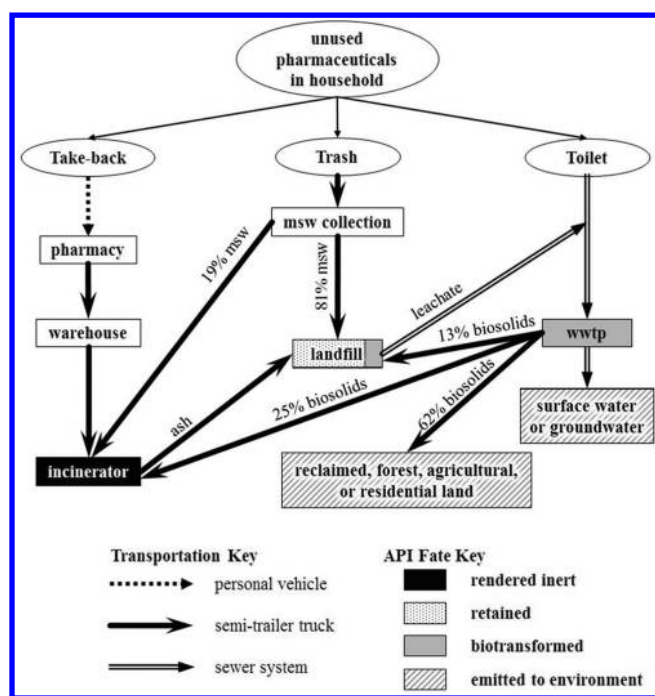 unused
pharmaceuticals
in household
Take-back
Trash
Toilet
msw collection
pharmacy
19% msw
81% msw
leachate
warehouse
landfill
13% biosolids
wwtp
ash
25% biosolids
62% biosolids
surface water
or groundwater
incinerator
reclaimed, forest, agricultural,
or residential land
Transportation Key
personal vehicle
semi-trailer truck
sewer system
API Fate Key
rendered inert
retained
biotransformed
emitted to environment